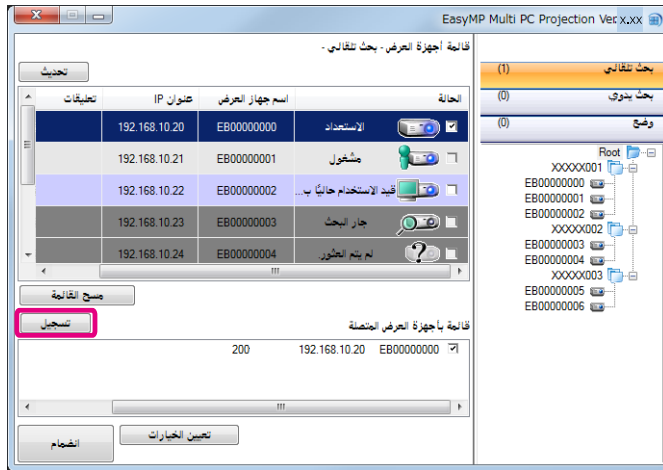 EasyMP Multi PC Projection Ver.x.xx
قائمة أجهزة العرض - بحث تلقائي -
تحديث
الحالة اسم جهاز العرض عنوان IP تعليقات
الاستعداد EB00000000 192.168.10.20
مشغول EB00000001 192.168.10.21
قيد الاستخدام حاليًا ب... EB00000002 192.168.10.22
جار البحث EB00000003 192.168.10.23
لم يتم العثور. EB00000004 192.168.10.24
مسح القائمة
تسجيل
قائمة بأجهزة العرض المتصلة
EB00000000 192.168.10.20 200
تعيين الخيارات
انضمام
بحث تلقائي (1)
بحث يدوي (0)
وضع (0)
Root
XXXXX001
EB00000000
EB00000001
EB00000002
XXXXX002
EB00000003
EB00000004
XXXXX003
EB00000005
EB00000006